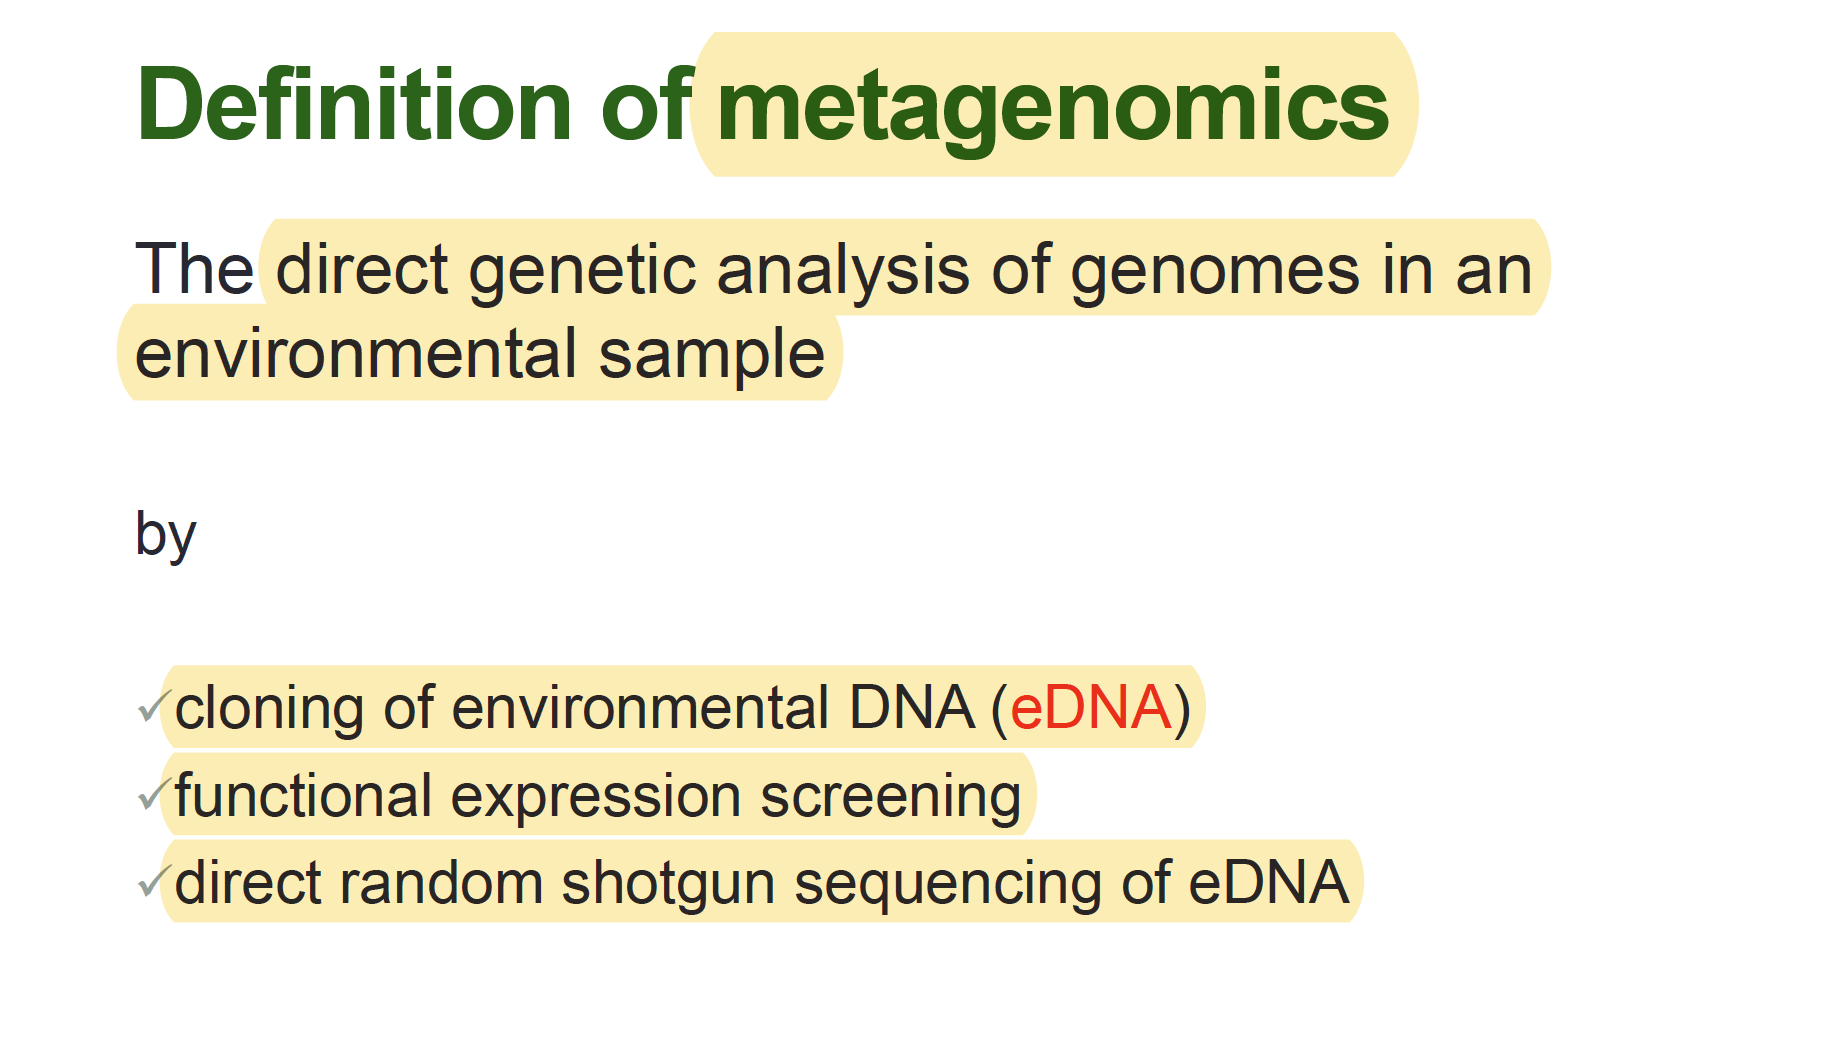 Definition of metagenomics
The direct genetic analysis of genomes in an
environmental sample
by
✓cloning of environmental DNA (eDNA)
✓functional expression screening
✓direct random shotgun sequencing of eDNA